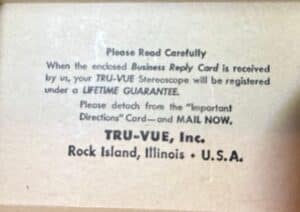 Please Read Carefully
When the enclosed Business Reply Card is received
by us, your TRU-VUE Stereoscope will be registered
under a LIFETIME GUARANTEE.
Please detach from the "Important
Directions" Card—and MAIL NOW.
TRU-VUE, Inc.
Rock Island, Illinois • U.S.A.